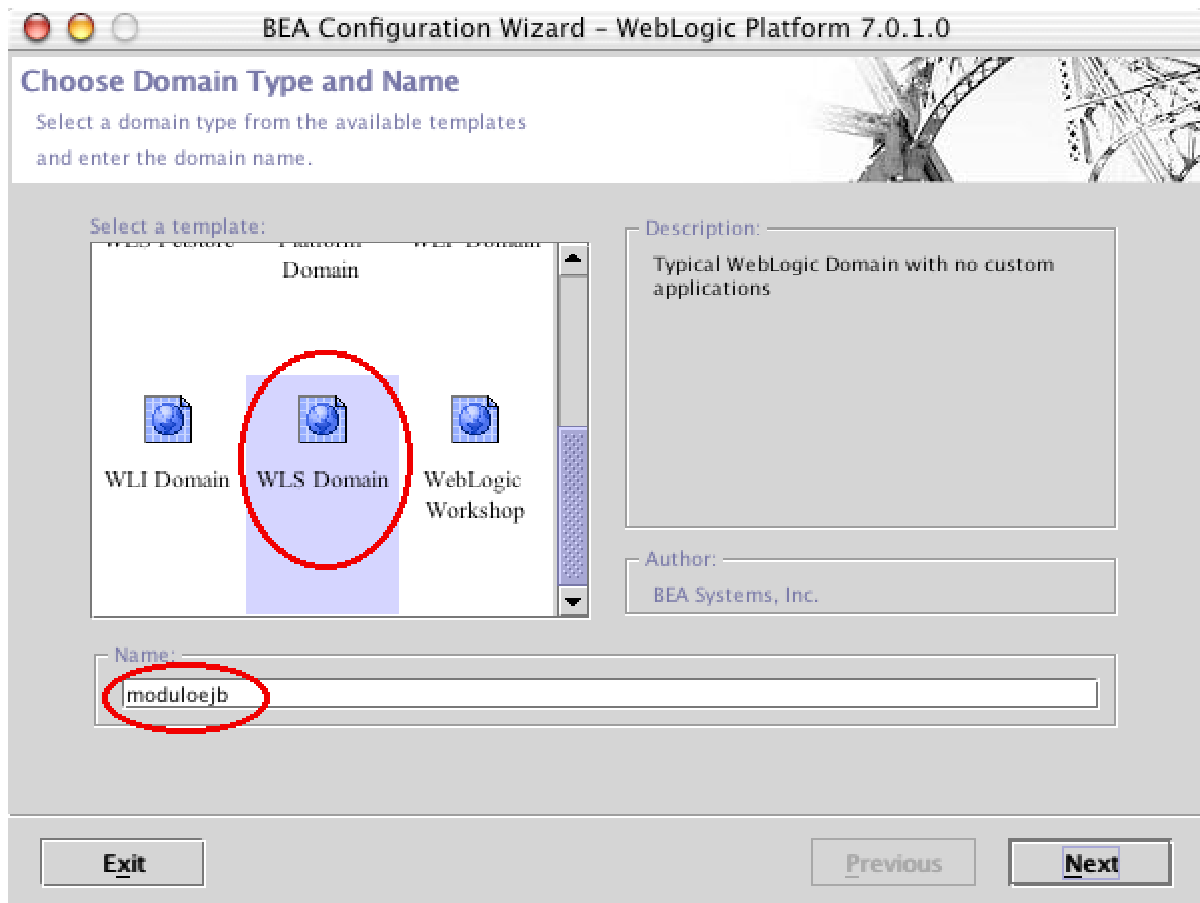 BEA Configuration Wizard – WebLogic Platform 7.0.1.0
Choose Domain Type and Name
Select a domain type from the available templates
and enter the domain name.
Select a template:
Domain
WLI Domain
WLS Domain
WebLogic
Workshop
Description:
Typical WebLogic Domain with no custom
applications
Author:
BEA Systems, Inc.
Name:
moduloejb
Exit
Previous
Next